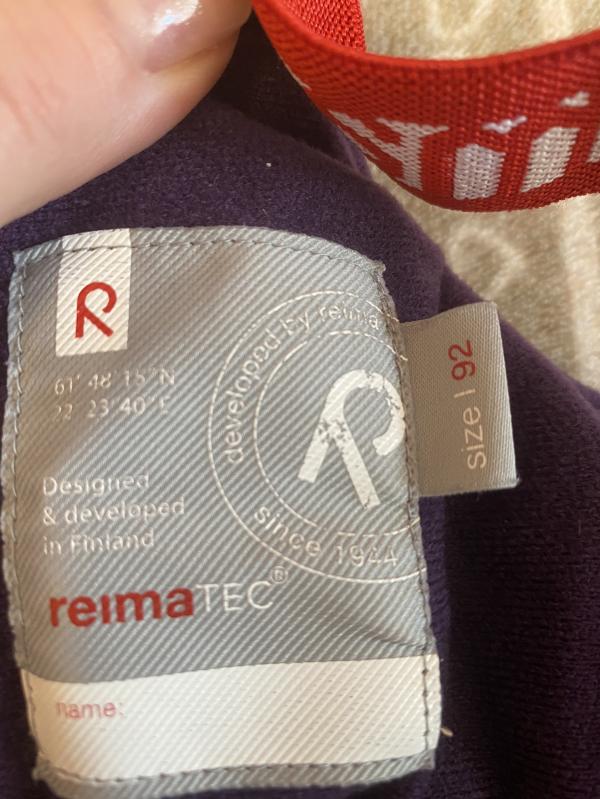 61° 48'15"N
22° 23'40"E
developed by reima
since 1944
Designed
& developed
in Finland
reimaTEC®
name:
size | 92